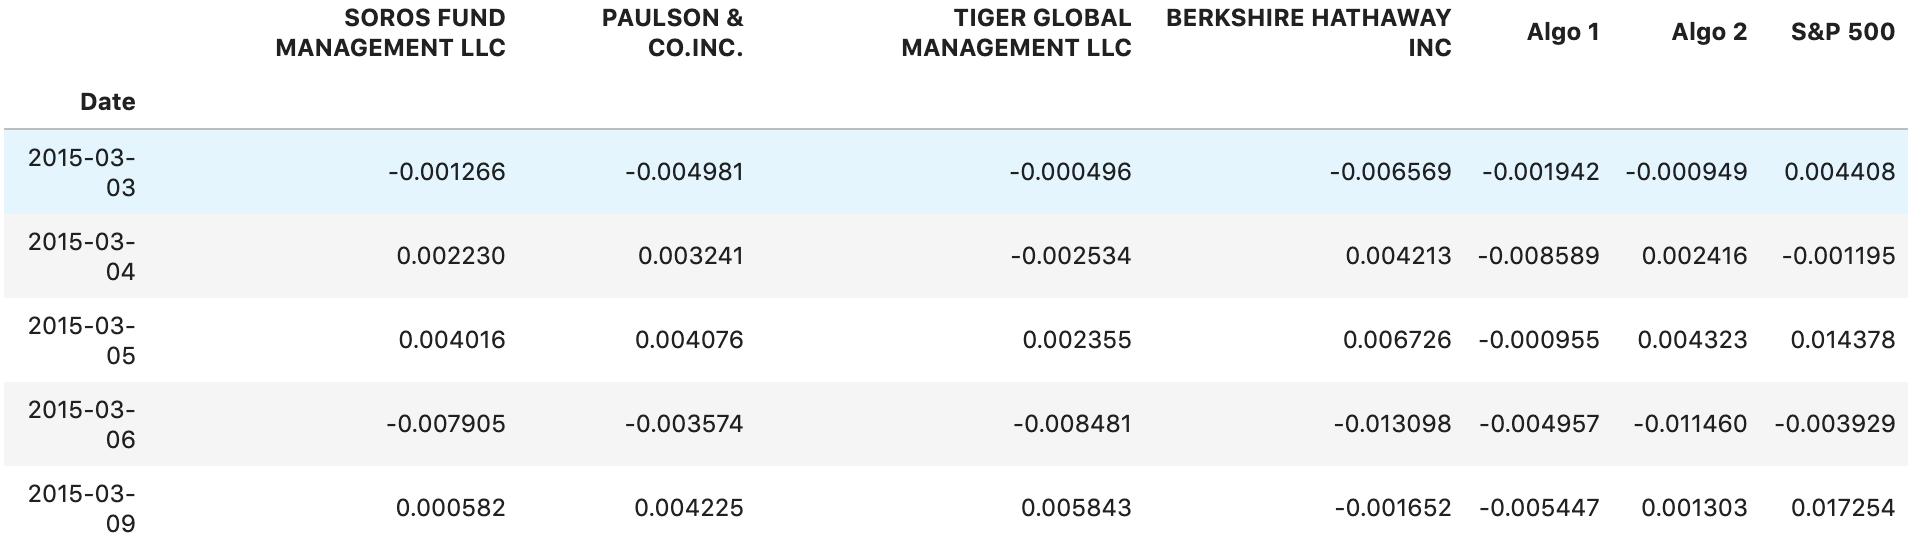 SOROS FUND MANAGEMENT LLC PAULSON & CO.INC. TIGER GLOBAL MANAGEMENT LLC BERKSHIRE HATHAWAY INC Algo 1 Algo 2 S&P 500
Date
2015-03-03 -0.001266 -0.004981 -0.000496 -0.006569 -0.001942 -0.000949 0.004408
2015-03-04 0.002230 0.003241 -0.002534 0.004213 -0.008589 0.002416 -0.001195
2015-03-05 0.004016 0.004076 0.002355 0.006726 -0.000955 0.004323 0.014378
2015-03-06 -0.007905 -0.003574 -0.008481 -0.013098 -0.004957 -0.011460 -0.003929
2015-03-09 0.000582 0.004225 0.005843 -0.001652 -0.005447 0.001303 0.017254